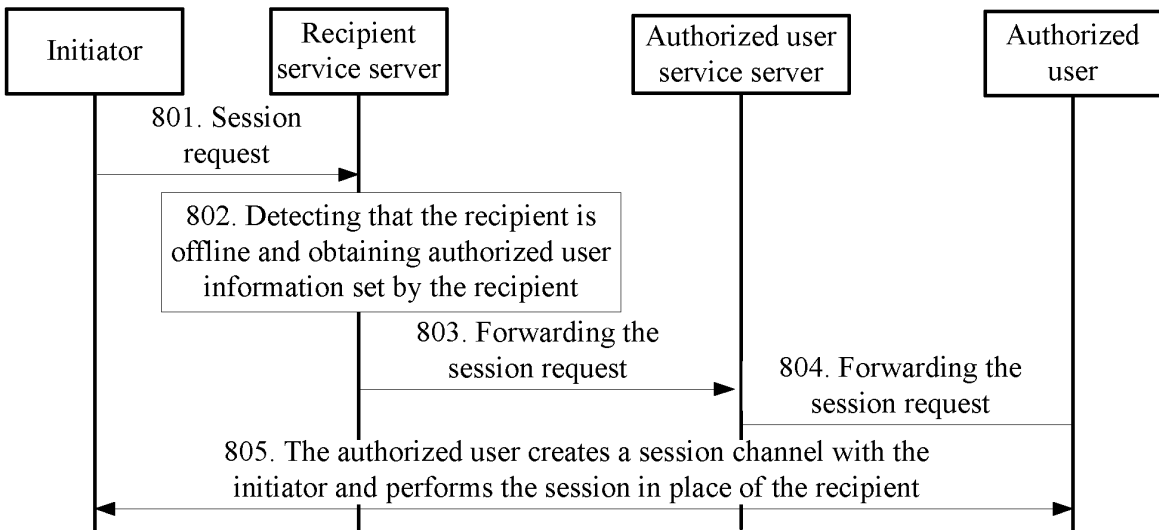 Initiator
Recipient
service server
Authorized user
service server
Authorized
user
801. Session
request
802. Detecting that the recipient is
offline and obtaining authorized user
information set by the recipient
803. Forwarding the
session request
804. Forwarding the
session request
805. The authorized user creates a session channel with the
initiator and performs the session in place of the recipient